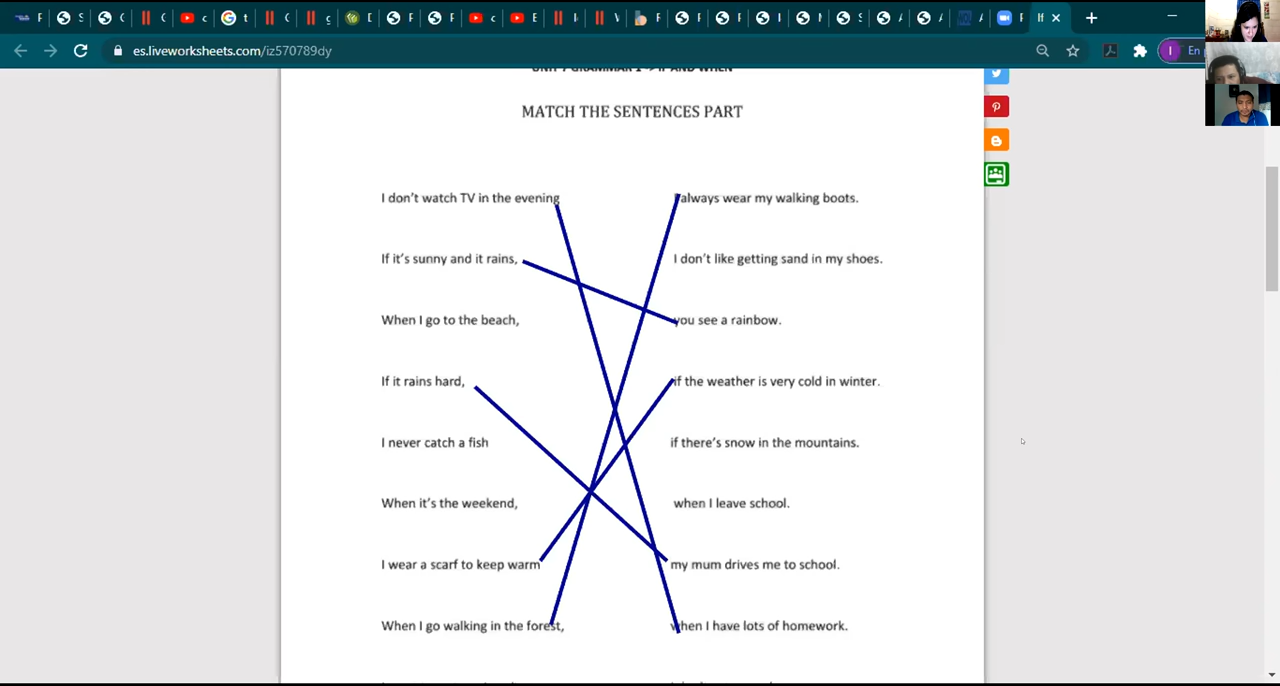 es.liveworksheets.com/iz570789dy
MATCH THE SENTENCES PART
I don't watch TV in the evening
I always wear my walking boots.
If it's sunny and it rains,
I don't like getting sand in my shoes.
When I go to the beach,
you see a rainbow.
If it rains hard,
if the weather is very cold in winter.
I never catch a fish
if there's snow in the mountains.
When it's the weekend,
when I leave school.
I wear a scarf to keep warm
my mum drives me to school.
When I go walking in the forest,
when I have lots of homework.